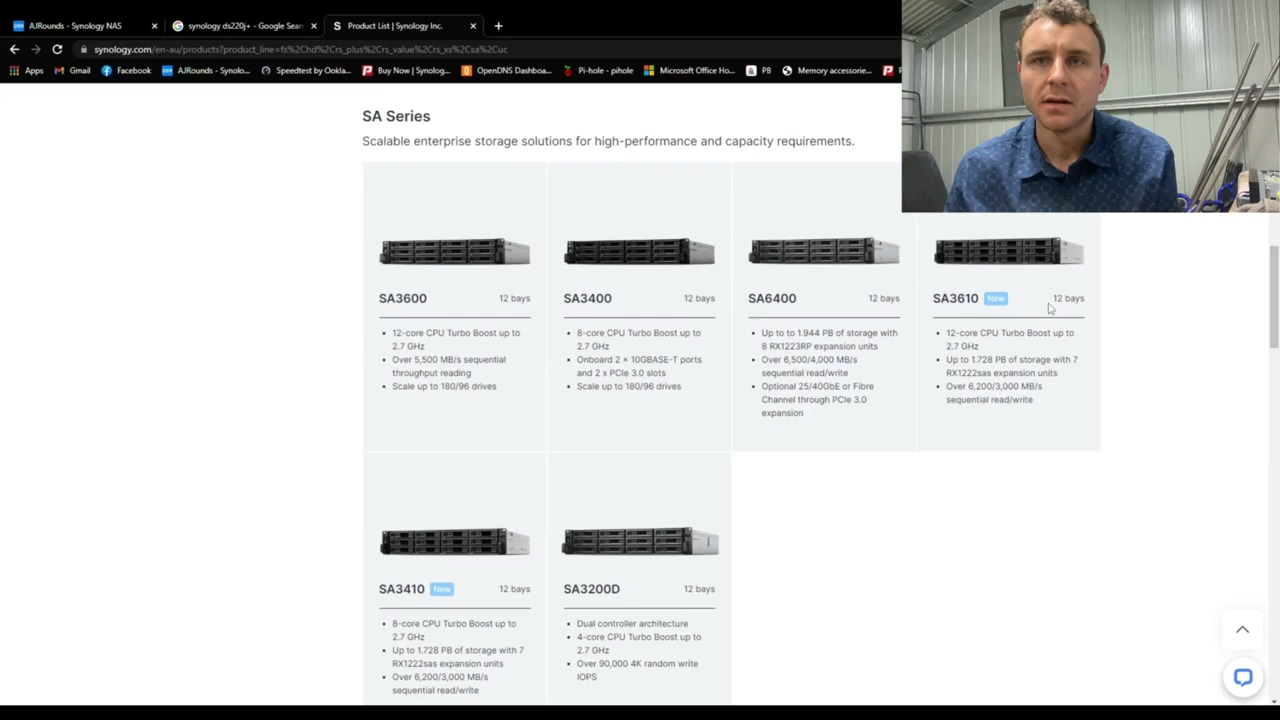 AJRounds - Synology NAS
synology ds220j+ - Google Sear
Product List | Synology Inc.
synology.com/en-au/products?product_line=fs%2Chd%2Crs_plus%2Crs_value%2Crs_xs%2Csa%2Cuc
Apps
Gmail
Facebook
AJRounds - Synolo...
Speedtest by Ookla...
Buy Now | Synolog...
OpenDNS Dashboa...
Pi-hole - pihole
Microsoft Office Ho...
PB
Memory accessorie...
SA Series
Scalable enterprise storage solutions for high-performance and capacity requirements.
SA3600 12 bays
12-core CPU Turbo Boost up to
2.7 GHz
Over 5,500 MB/s sequential
throughput reading
Scale up to 180/96 drives
SA3400 12 bays
8-core CPU Turbo Boost up to
2.7 GHz
Onboard 2 × 10GBASE-T ports
and 2 x PCIe 3.0 slots
Scale up to 180/96 drives
SA6400 12 bays
Up to to 1.944 PB of storage with
8 RX1223RP expansion units
Over 6,500/4,000 MB/s
sequential read/write
Optional 25/40GbE or Fibre
Channel through PCIe 3.0
expansion
SA3610 New 12 bays
12-core CPU Turbo Boost up to
2.7 GHz
Up to 1.728 PB of storage with 7
RX1222sas expansion units
Over 6,200/3,000 MB/s
sequential read/write
SA3410 New 12 bays
8-core CPU Turbo Boost up to
2.7 GHz
Up to 1.728 PB of storage with 7
RX1222sas expansion units
Over 6,200/3,000 MB/s
sequential read/write
SA3200D 12 bays
Dual controller architecture
4-core CPU Turbo Boost up to
2.7 GHz
Over 90,000 4K random write
IOPS